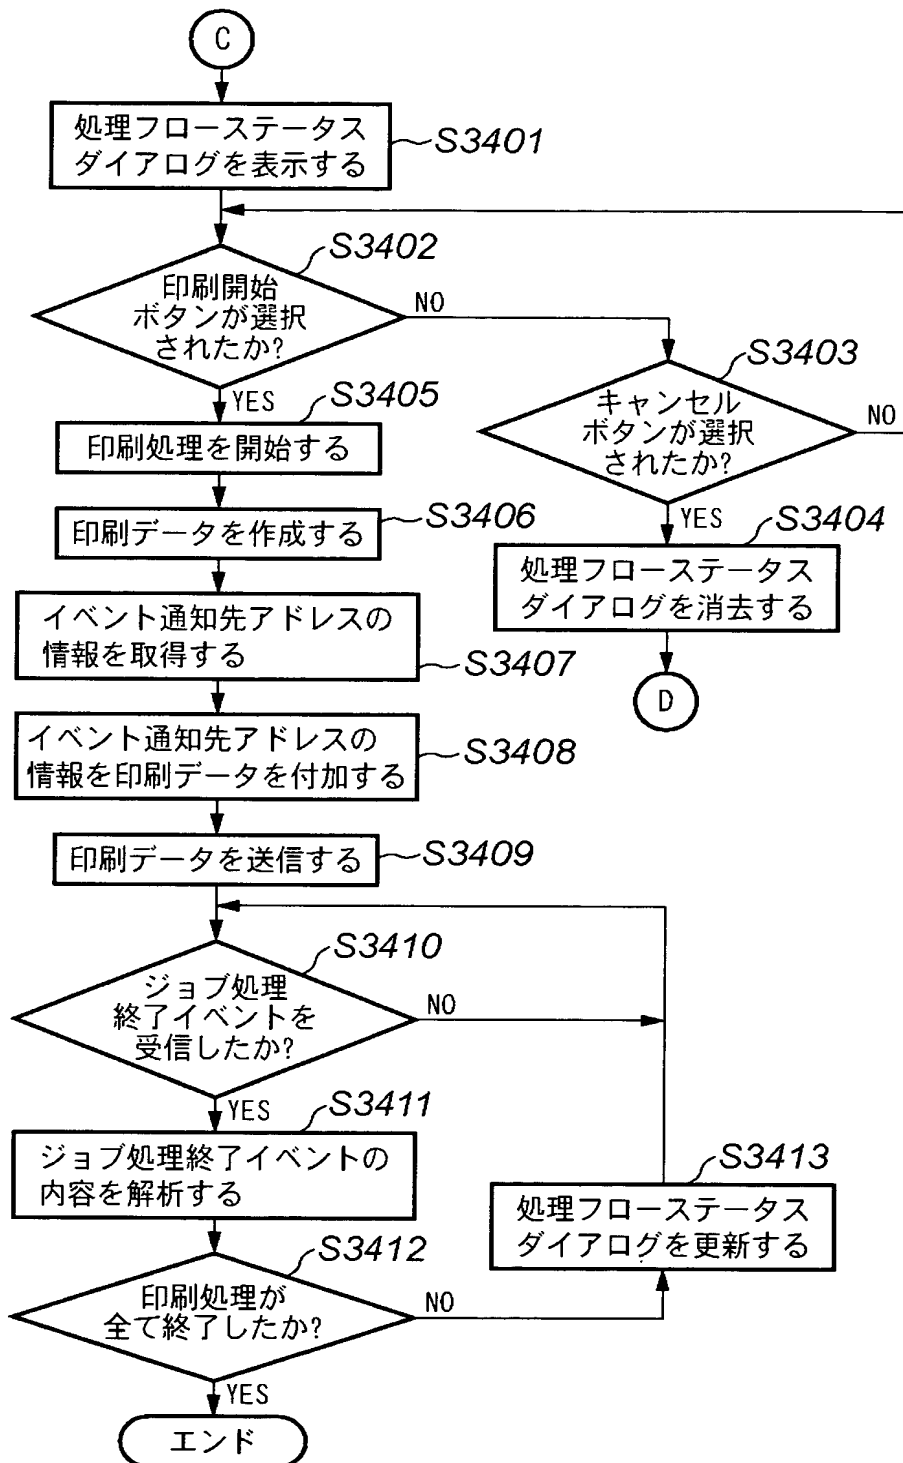 C
処理フローステータス
ダイアログを表示する
S3401
S3402
印刷開始
ボタンが選択
されたか?
NO
YES
S3403
キャンセル
ボタンが選択
されたか?
NO
YES
S3404
処理フローステータス
ダイアログを消去する
D
S3405
印刷処理を開始する
S3406
印刷データを作成する
イベント通知先アドレスの
情報を取得する
S3407
イベント通知先アドレスの
情報を印刷データを付加する
S3408
印刷データを送信する
S3409
S3410
ジョブ処理
終了イベントを
受信したか?
NO
YES
S3411
ジョブ処理終了イベントの
内容を解析する
S3412
印刷処理が
全て終了したか?
NO
YES
S3413
処理フローステータス
ダイアログを更新する
エンド